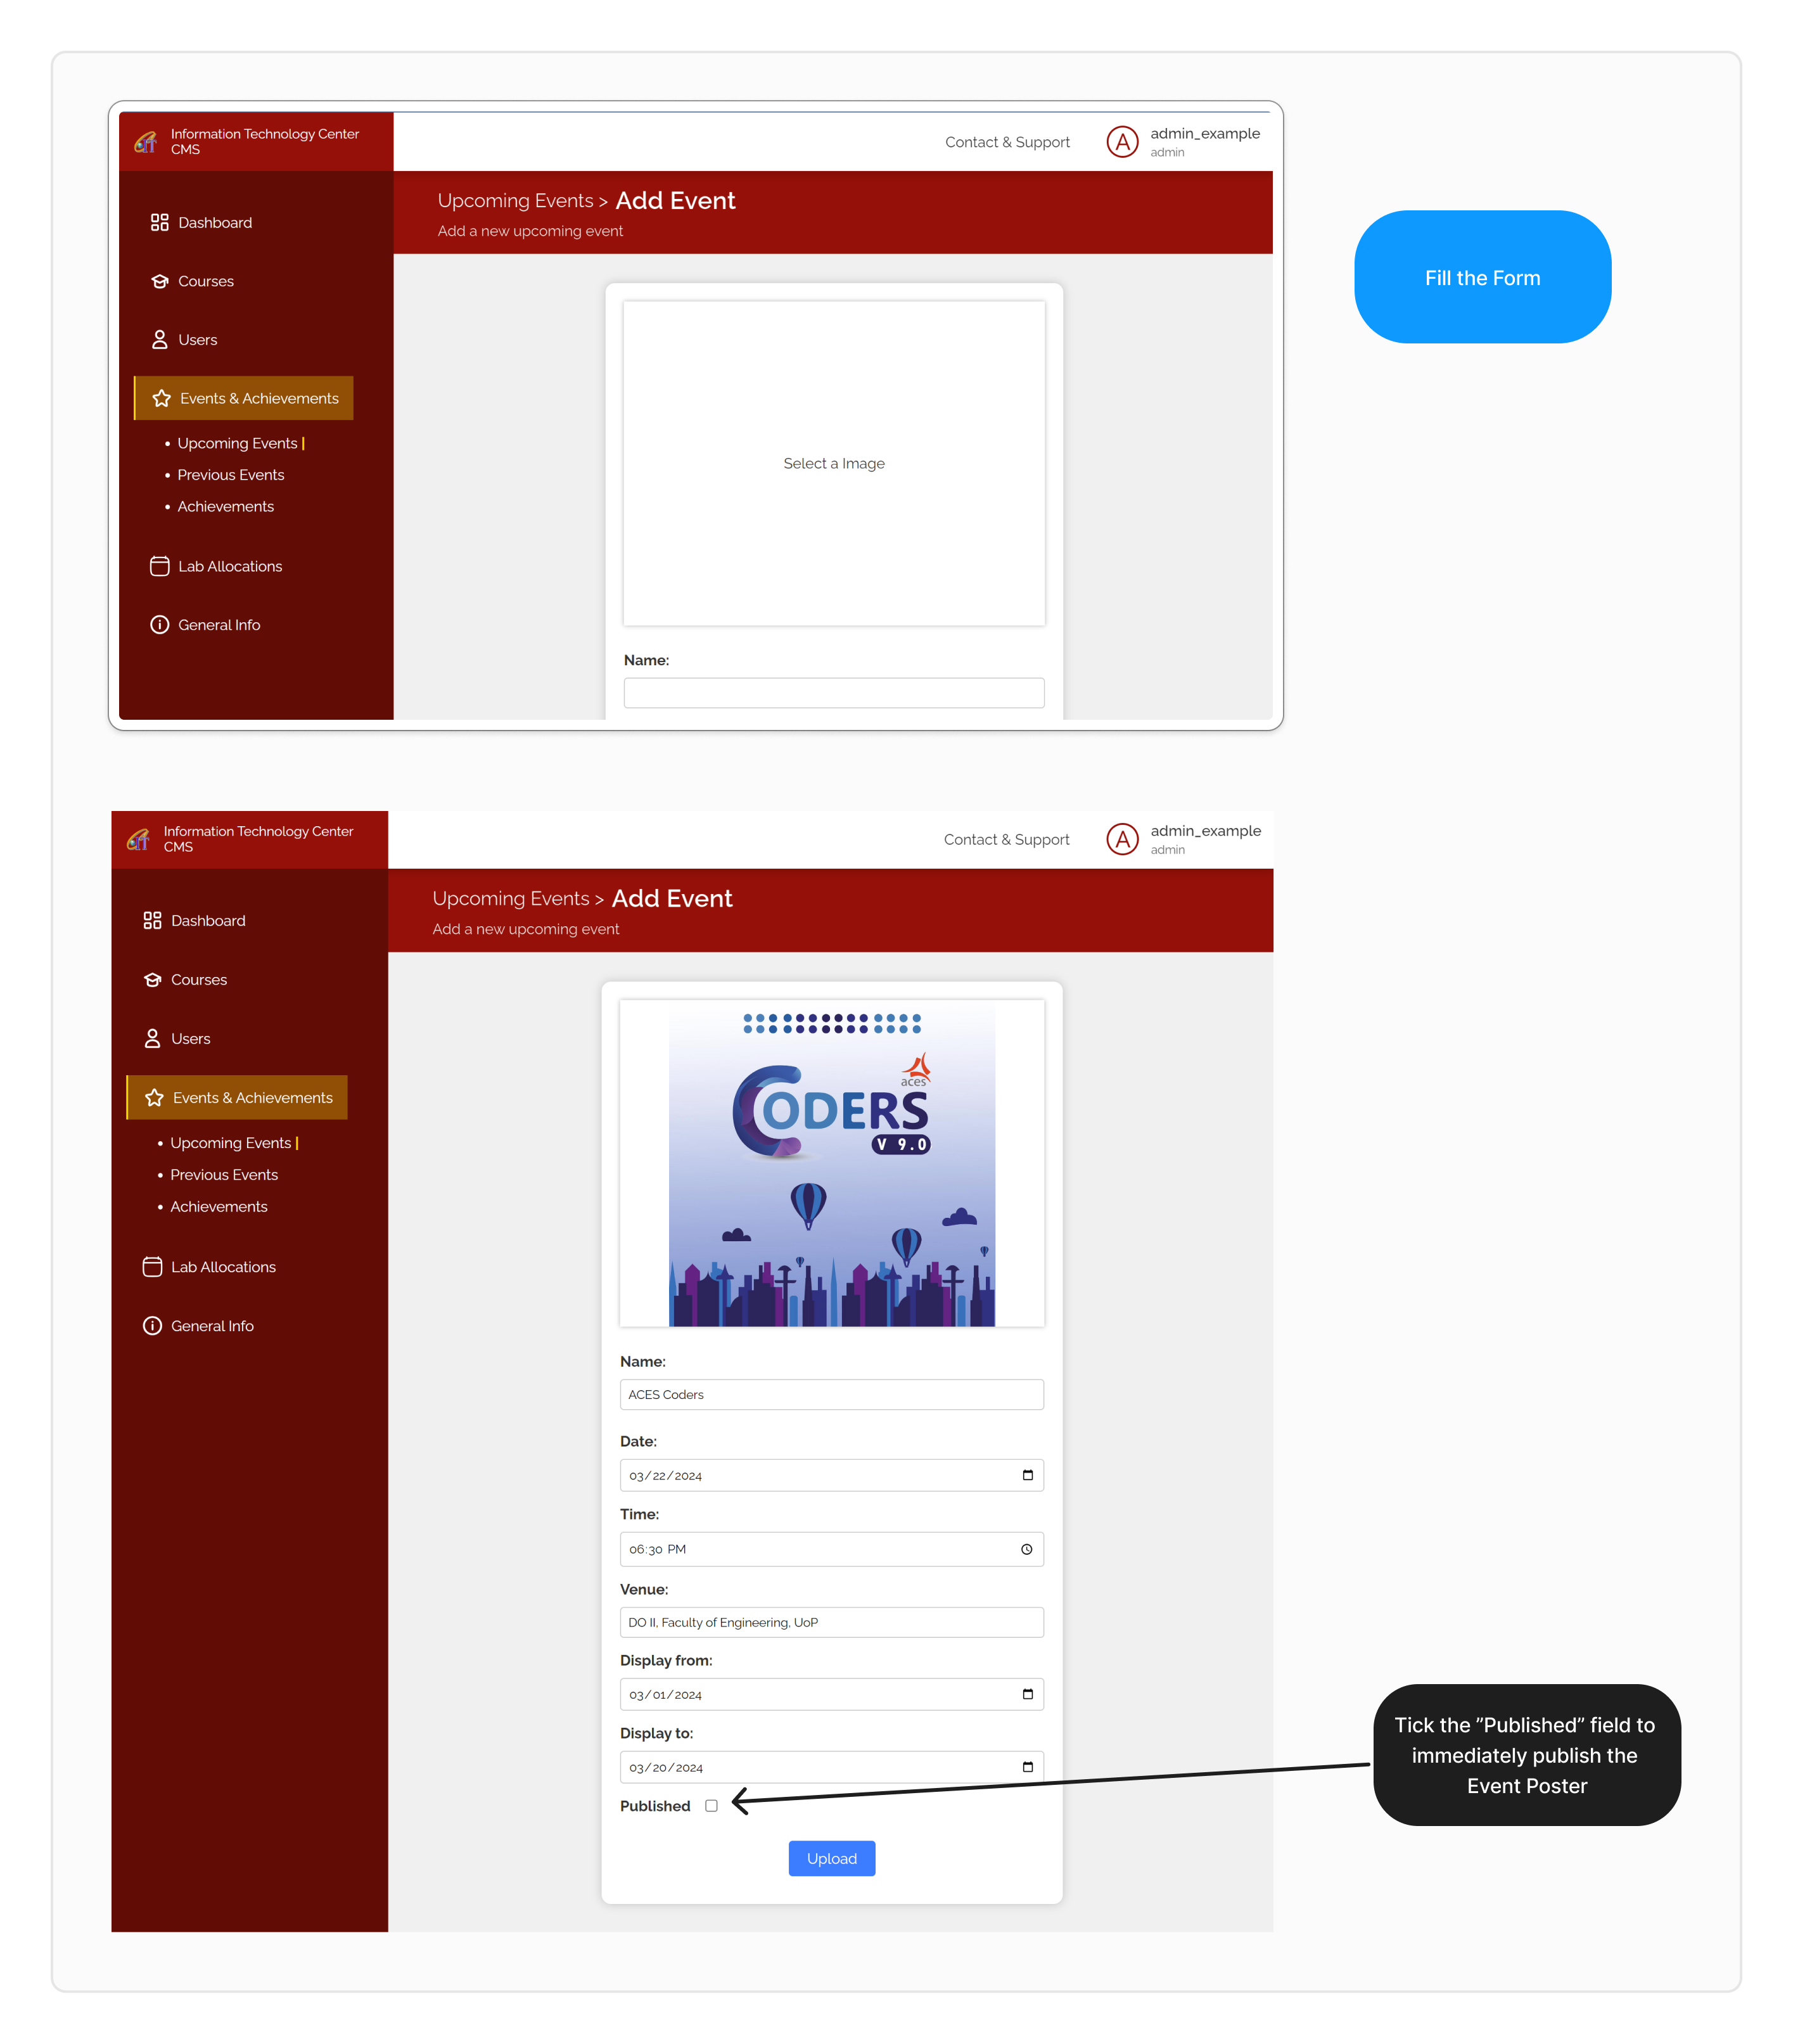 Information Technology Center
CMS
Contact & Support
A
admin_example
admin
Upcoming Events > Add Event
Add a new upcoming event
Dashboard
Courses
Users
Events & Achievements
• Upcoming Events
• Previous Events
• Achievements
Lab Allocations
General Info
Select a Image
Name:
Fill the Form
Information Technology Center
CMS
Contact & Support
A
admin_example
admin
Upcoming Events > Add Event
Add a new upcoming event
Dashboard
Courses
Users
Events & Achievements
• Upcoming Events
• Previous Events
• Achievements
Lab Allocations
General Info
aces
CODERS
V 9.0
Name:
ACES Coders
Date:
03/22/2024
Time:
06:30 PM
Venue:
DO II, Faculty of Engineering, UoP
Display from:
03/01/2024
Display to:
03/20/2024
Published
Upload
Tick the ”Published” field to
immediately publish the
Event Poster